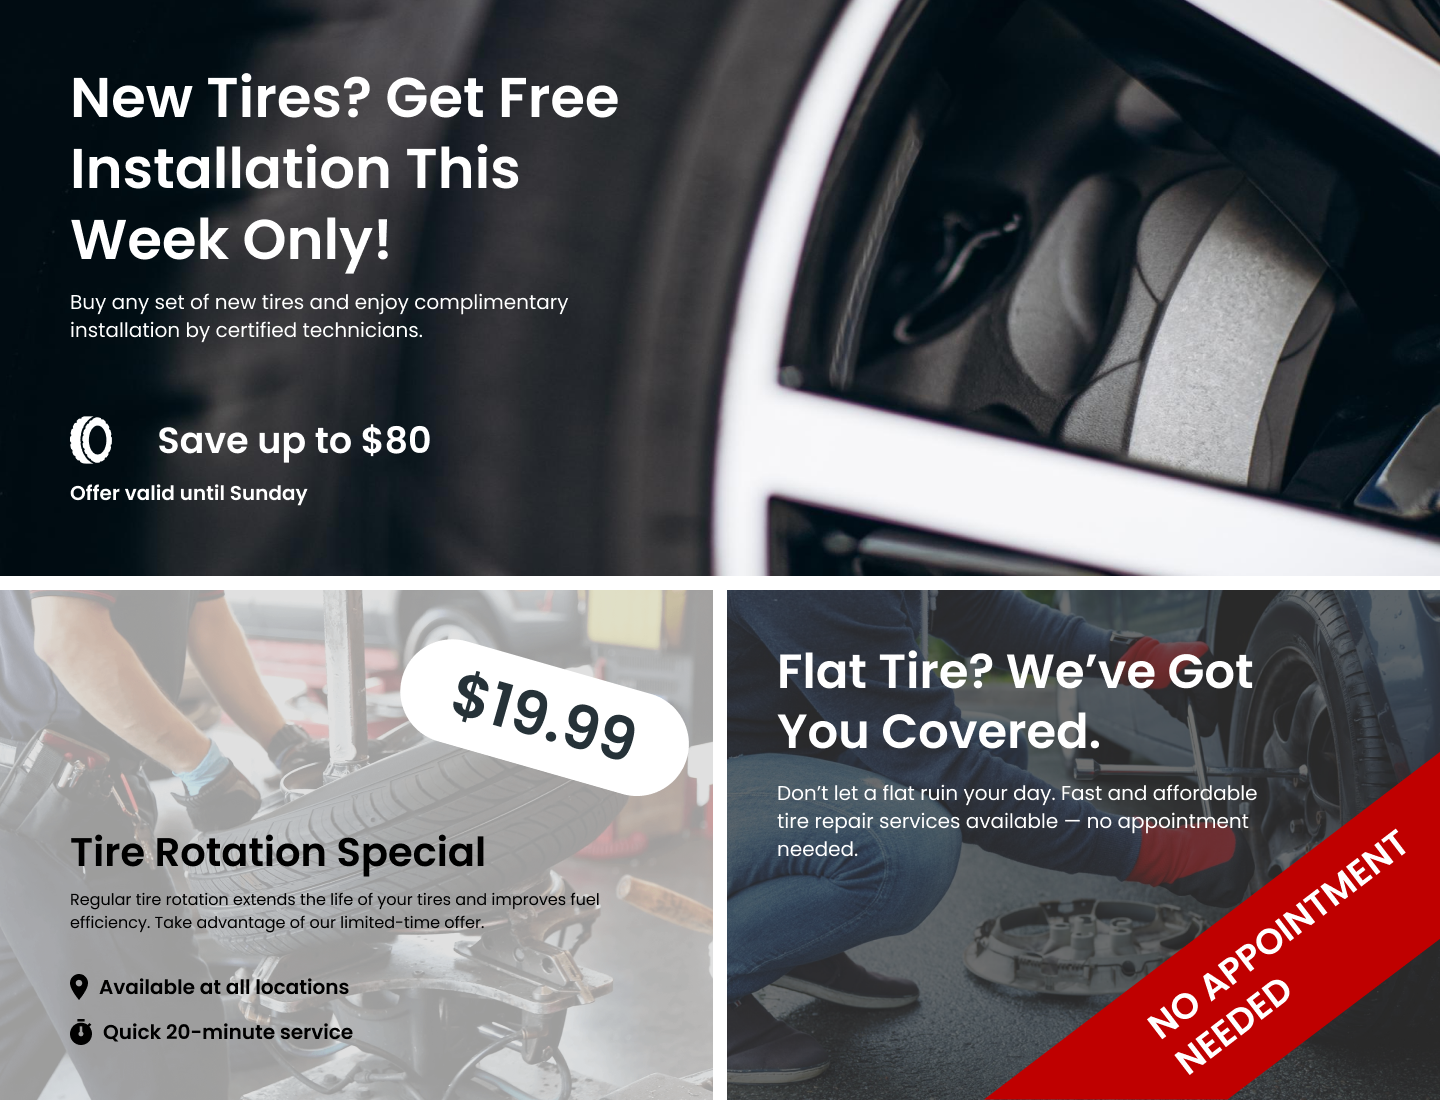 New Tires? Get Free
Installation This
Week Only!
Buy any set of new tires and enjoy complimentary
installation by certified technicians.
Save up to $80
Offer valid until Sunday
$19.99
Tire Rotation Special
Regular tire rotation extends the life of your tires and improves fuel
efficiency. Take advantage of our limited-time offer.
Available at all locations
Quick 20-minute service
Flat Tire? We’ve Got
You Covered.
Don’t let a flat ruin your day. Fast and affordable
tire repair services available — no appointment
needed.
NO APPOINTMENT
NEEDED